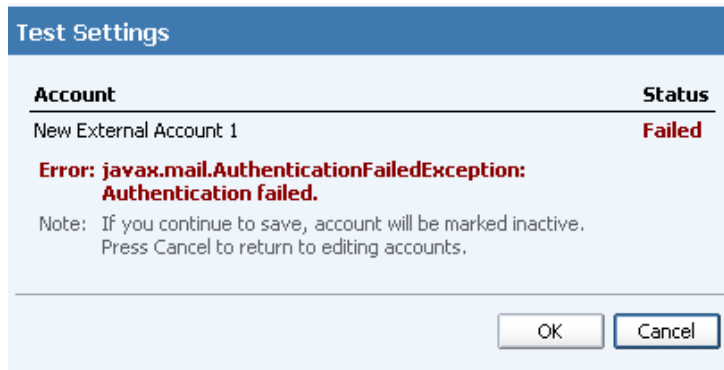 Test Settings
Account Status
New External Account 1 Failed
Error: javax.mail.AuthenticationFailedException:
Authentication failed.
Note: If you continue to save, account will be marked inactive.
Press Cancel to return to editing accounts.
OK Cancel